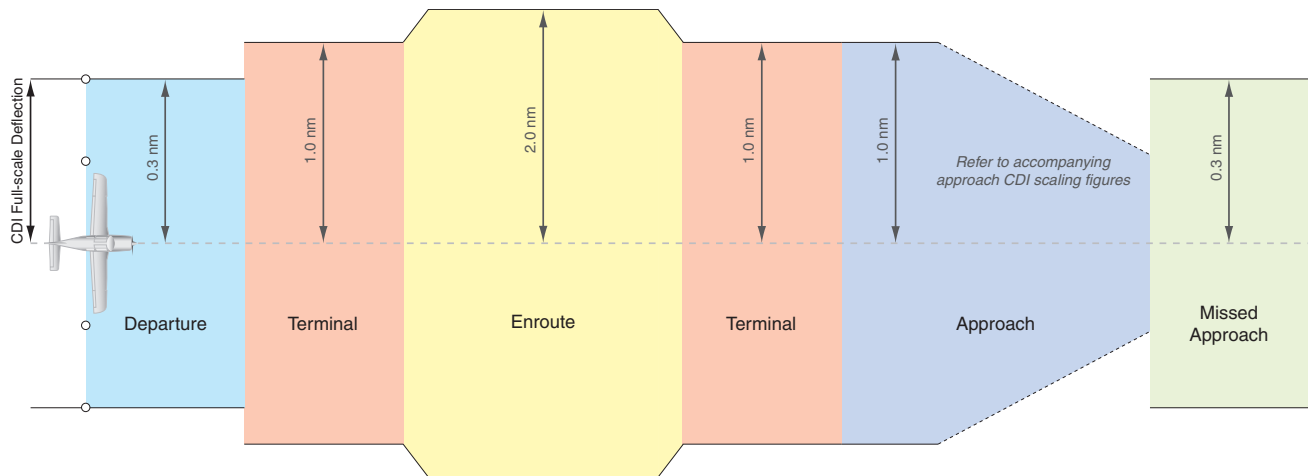 CDI Full-scale Deflection
0.3 nm
1.0 nm
2.0 nm
1.0 nm
1.0 nm
Refer to accompanying
approach CDI scaling figures
0.3 nm
Departure
Terminal
Enroute
Terminal
Approach
Missed
Approach